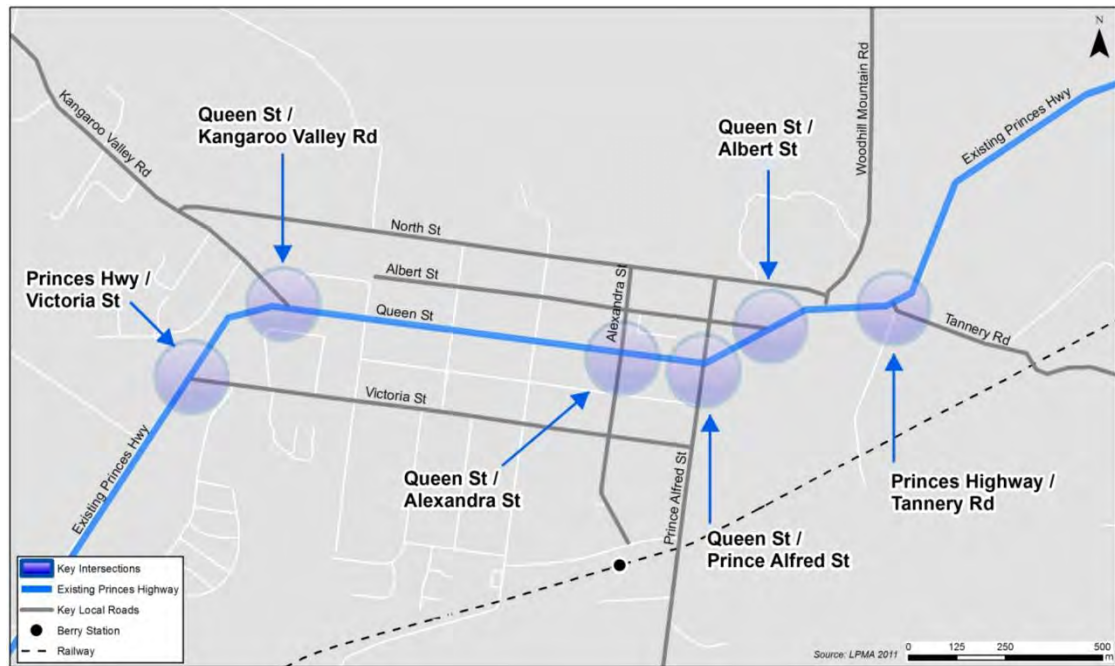 N
Kangaroo Valley Rd
Queen St /
Kangaroo Valley Rd
Queen St /
Albert St
Woodhill Mountain Rd
Existing Princes Hwy
North St
Albert St
Princes Hwy /
Victoria St
Queen St
Alexandra St
Tannery Rd
Victoria St
Existing Princes Hwy
Queen St /
Alexandra St
Prince Alfred St
Princes Highway /
Tannery Rd
Queen St /
Prince Alfred St
Key Intersections
Existing Princes Highway
Key Local Roads
Berry Station
Railway
Source: LPMA 2011
0 125 250 500
m